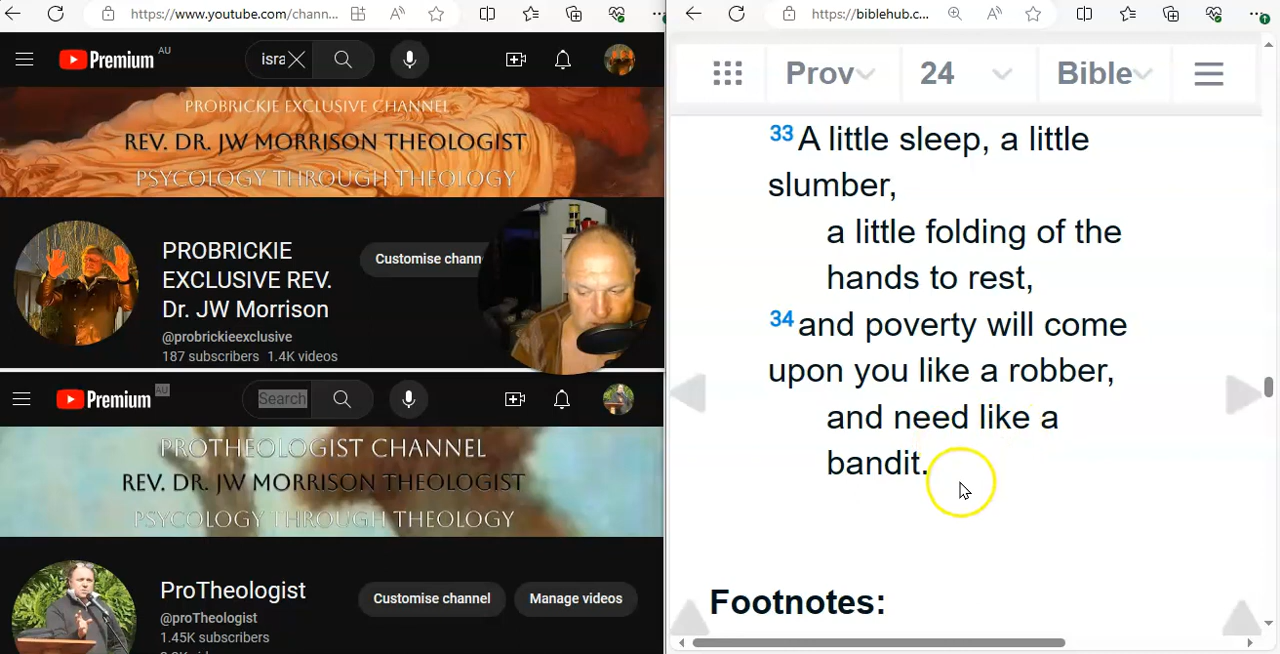 https://www.youtube.com/chann...
Premium AU
isra
PROBRICKIE EXCLUSIVE CHANNEL
REV. DR. JW MORRISON THEOLOGIST
PSYCOLOGY THROUGH THEOLOGY
PROBRICKIE
EXCLUSIVE REV.
Dr. JW Morrison
Customise chann
@probrickieexclusive
187 subscribers 1.4K videos
Premium AU
Search
PROTHEOLOGIST CHANNEL
REV. DR. JW MORRISON THEOLOGIST
PSYCOLOGY THROUGH THEOLOGY
ProTheologist
Customise channel
Manage videos
@proTheologist
1.45K subscribers
https://biblehub.c...
Prov 24 Bible
33 A little sleep, a little
slumber,
a little folding of the
hands to rest,
34 and poverty will come
upon you like a robber,
and need like a
bandit.
Footnotes: